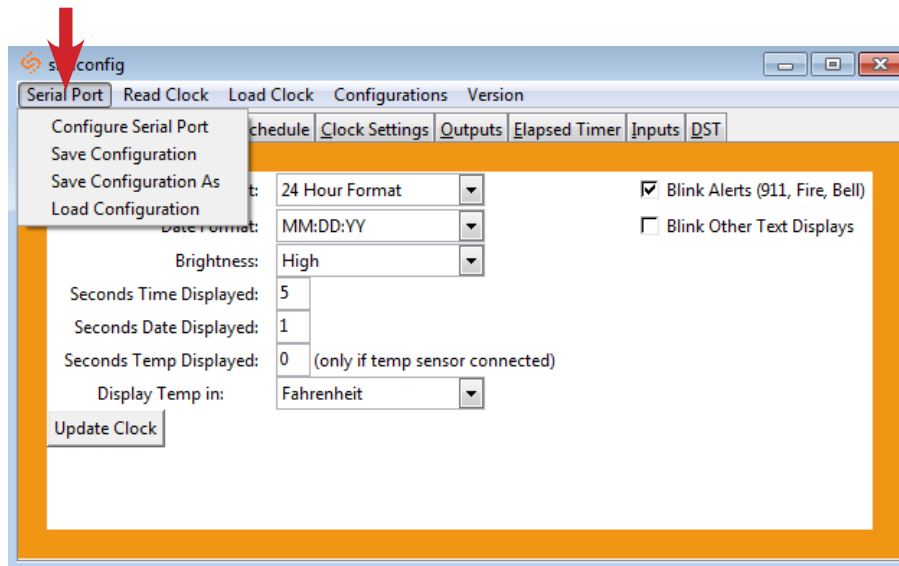 config
Serial Port Read Clock Load Clock Configurations Version
Configure Serial Port
Save Configuration
Save Configuration As
Load Configuration
Clock Settings Outputs Elapsed Timer Inputs DST
24 Hour Format
Blink Alerts (911, Fire, Bell)
Date Format: MM:DD:YY
Blink Other Text Displays
Brightness: High
Seconds Time Displayed: 5
Seconds Date Displayed: 1
Seconds Temp Displayed: 0 (only if temp sensor connected)
Display Temp in: Fahrenheit
Update Clock